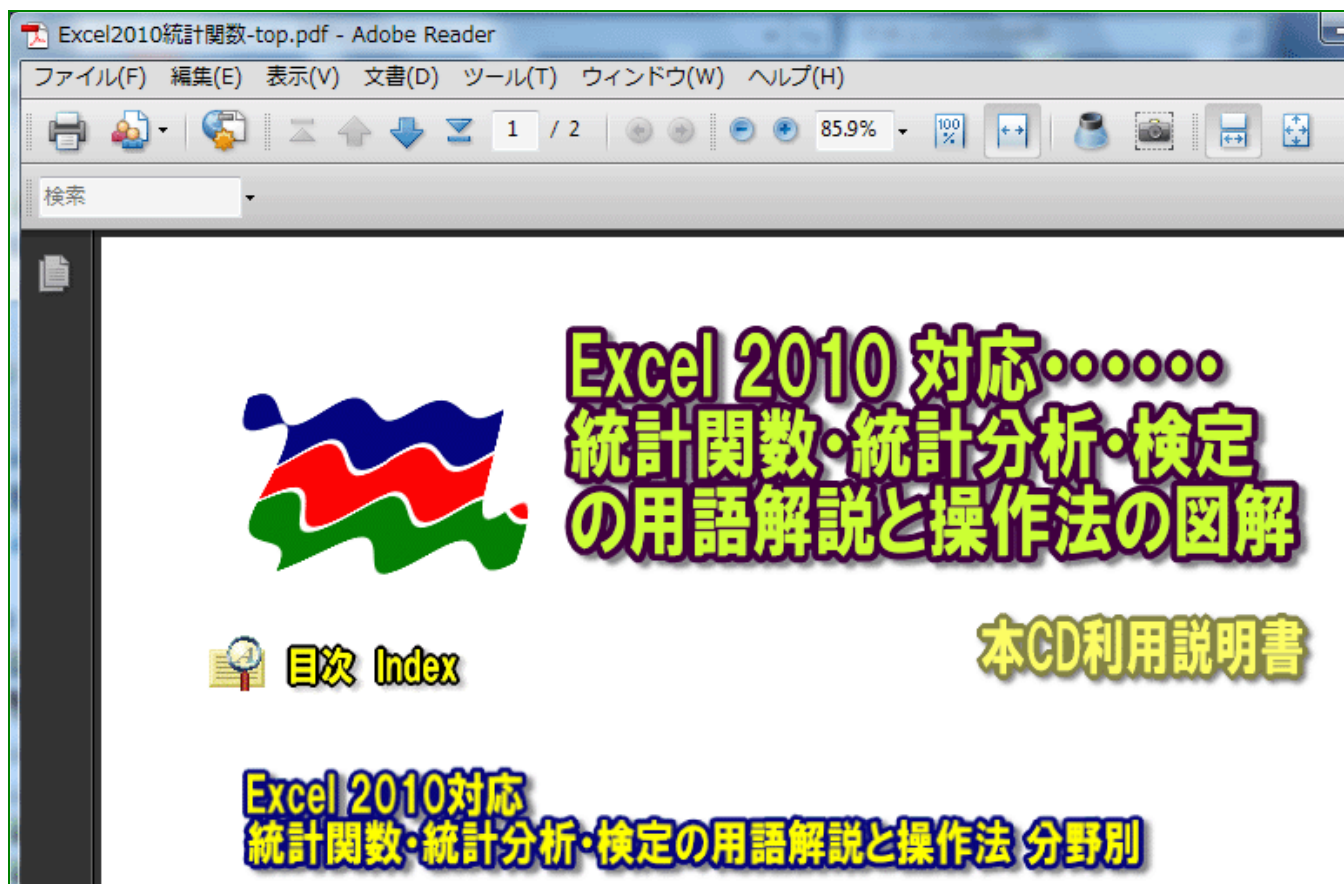 Excel2010統計関数-top.pdf - Adobe Reader
ファイル(F) 編集(E) 表示(V) 文書(D) ツール(T) ウィンドウ(W) ヘルプ(H)
1 / 2 85.9% 100%
検索
Excel 2010 対応・・・・・・
統計関数・統計分析・検定
の用語解説と操作法の図解
本CD利用説明書
目次 Index
Excel 2010対応
統計関数・統計分析・検定の用語解説と操作法 分野別